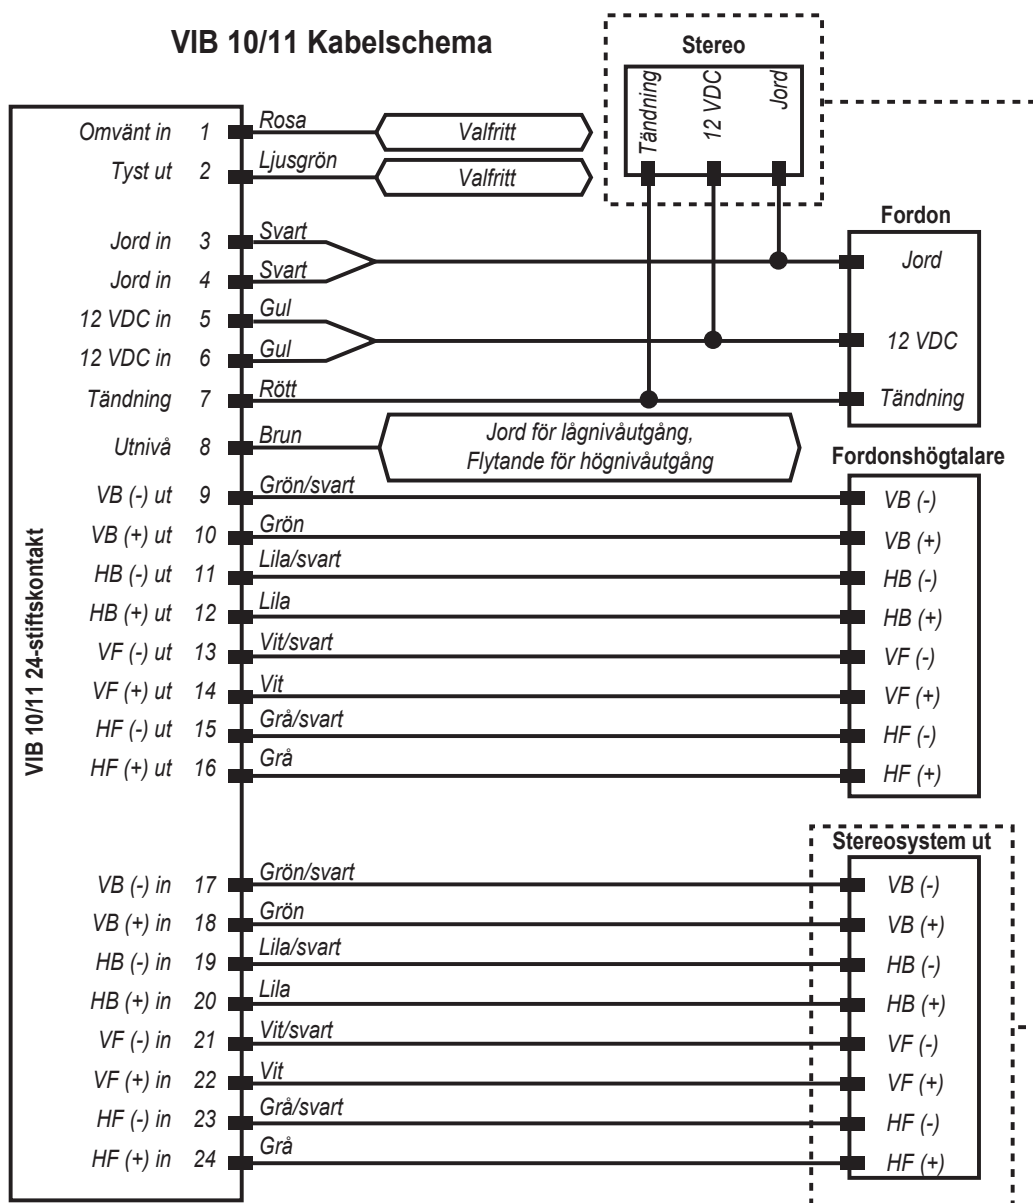 VIB 10/11 Kabelschema
Stereo
Tändning
12 VDC
Jord
Omvänt in 1 Rosa Valfritt
Tyst ut 2 Ljusgrön Valfritt
Fordon
Jord in 3 Svart
Jord
Jord in 4 Svart
12 VDC in 5 Gul
12 VDC
12 VDC in 6 Gul
Tändning 7 Rött Tändning
Utnivå 8 Brun
Jord för lågnivåutgång,
Flytande för högnivåutgång
Fordonshögtalare
VB (-) ut 9 Grön/svart VB (-)
VB (+) ut 10 Grön VB (+)
HB (-) ut 11 Lila/svart HB (-)
HB (+) ut 12 Lila HB (+)
VF (-) ut 13 Vit/svart VF (-)
VF (+) ut 14 Vit VF (+)
HF (-) ut 15 Grå/svart HF (-)
HF (+) ut 16 Grå HF (+)
VIB 10/11 24-stiftskontakt
Stereosystem ut
VB (-) in 17 Grön/svart VB (-)
VB (+) in 18 Grön VB (+)
HB (-) in 19 Lila/svart HB (-)
HB (+) in 20 Lila HB (+)
VF (-) in 21 Vit/svart VF (-)
VF (+) in 22 Vit VF (+)
HF (-) in 23 Grå/svart HF (-)
HF (+) in 24 Grå HF (+)